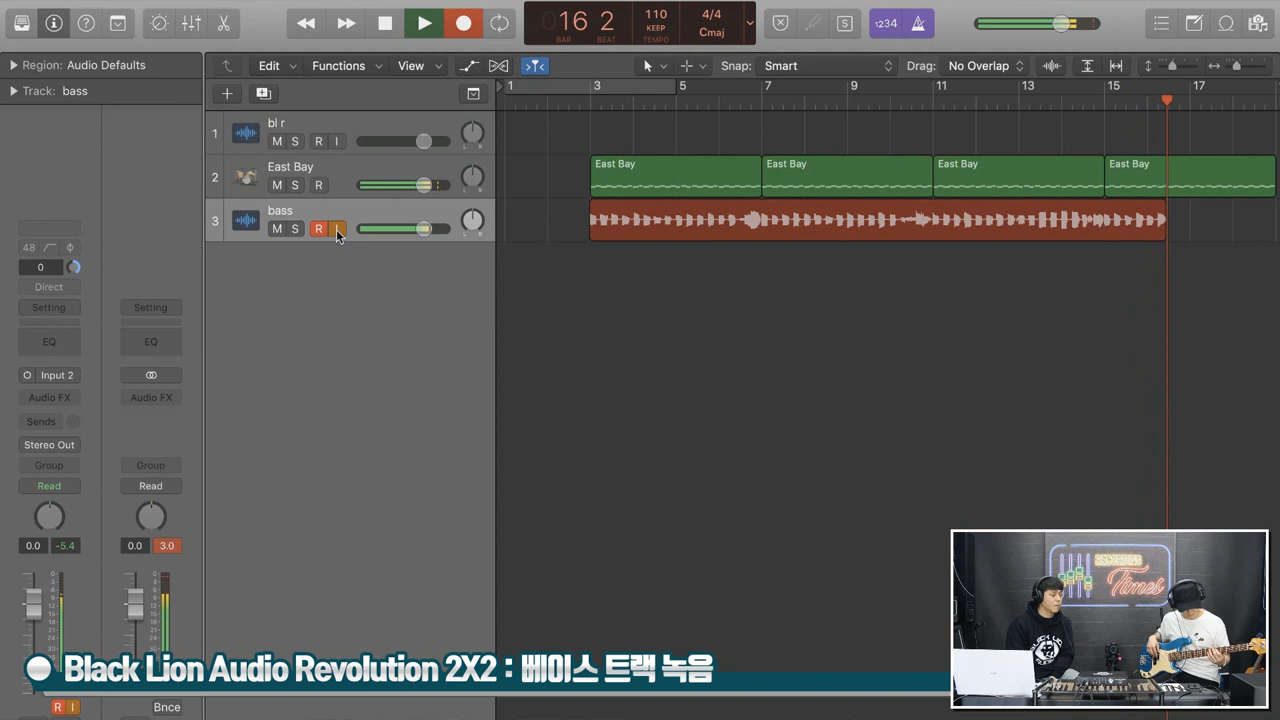 16 2
BAR BEAT
110
KEEP
TEMPO
4/4
Cmaj
S
1234
Region: Audio Defaults
Track: bass
Edit
Functions
View
Snap: Smart
Drag: No Overlap
1 3 5 7 9 11 13 15 17
1
bl r
M S R I
L R
2
East Bay
M S R
L R
3
bass
M S R I
L R
East Bay
East Bay
East Bay
East Bay
48
0
Direct
Setting
Setting
EQ
EQ
Input 2
Audio FX
Audio FX
Sends
Stereo Out
Group
Group
Read
Read
0.0 -5.4
0.0 3.0
R I
Bnce
Times
Black Lion Audio Revolution 2X2 : 베이스 트랙 녹음